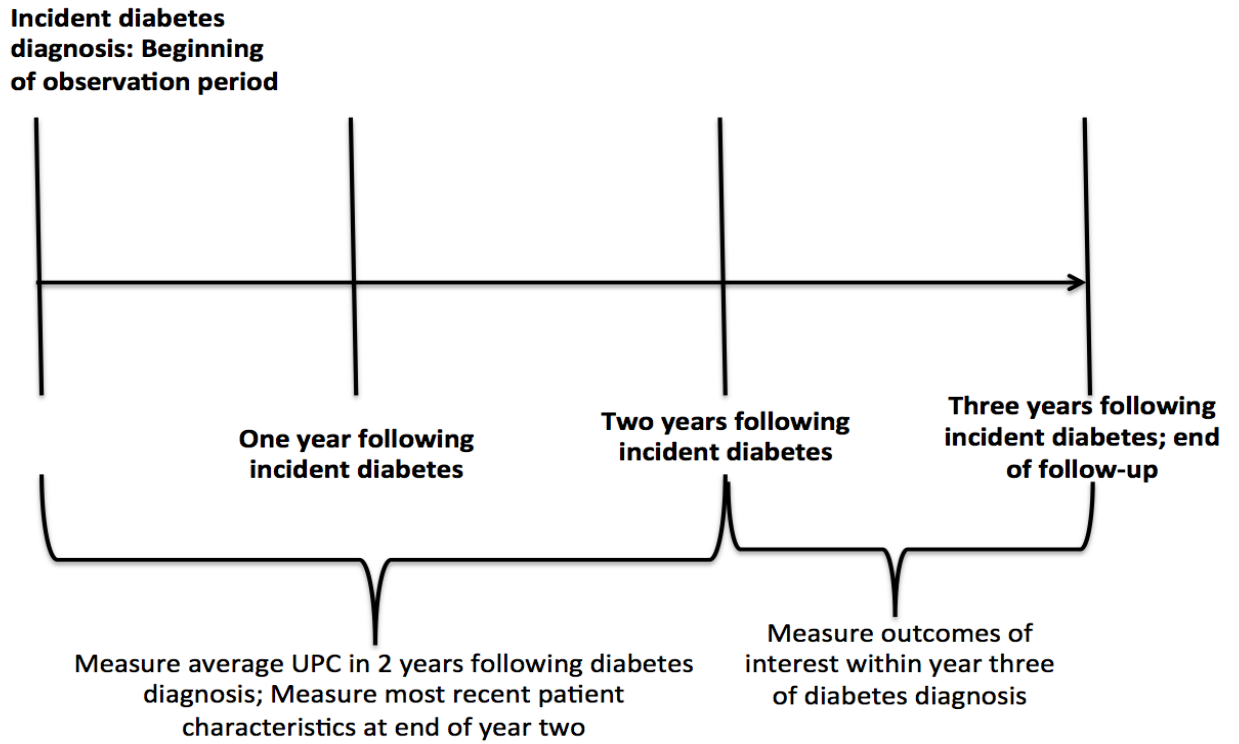 Incident diabetes
diagnosis: Beginning
of observation period
One year following
incident diabetes
Two years following
incident diabetes
Three years following
incident diabetes; end
of follow-up
Measure average UPC in 2 years following diabetes
diagnosis; Measure most recent patient
characteristics at end of year two
Measure outcomes of
interest within year three
of diabetes diagnosis